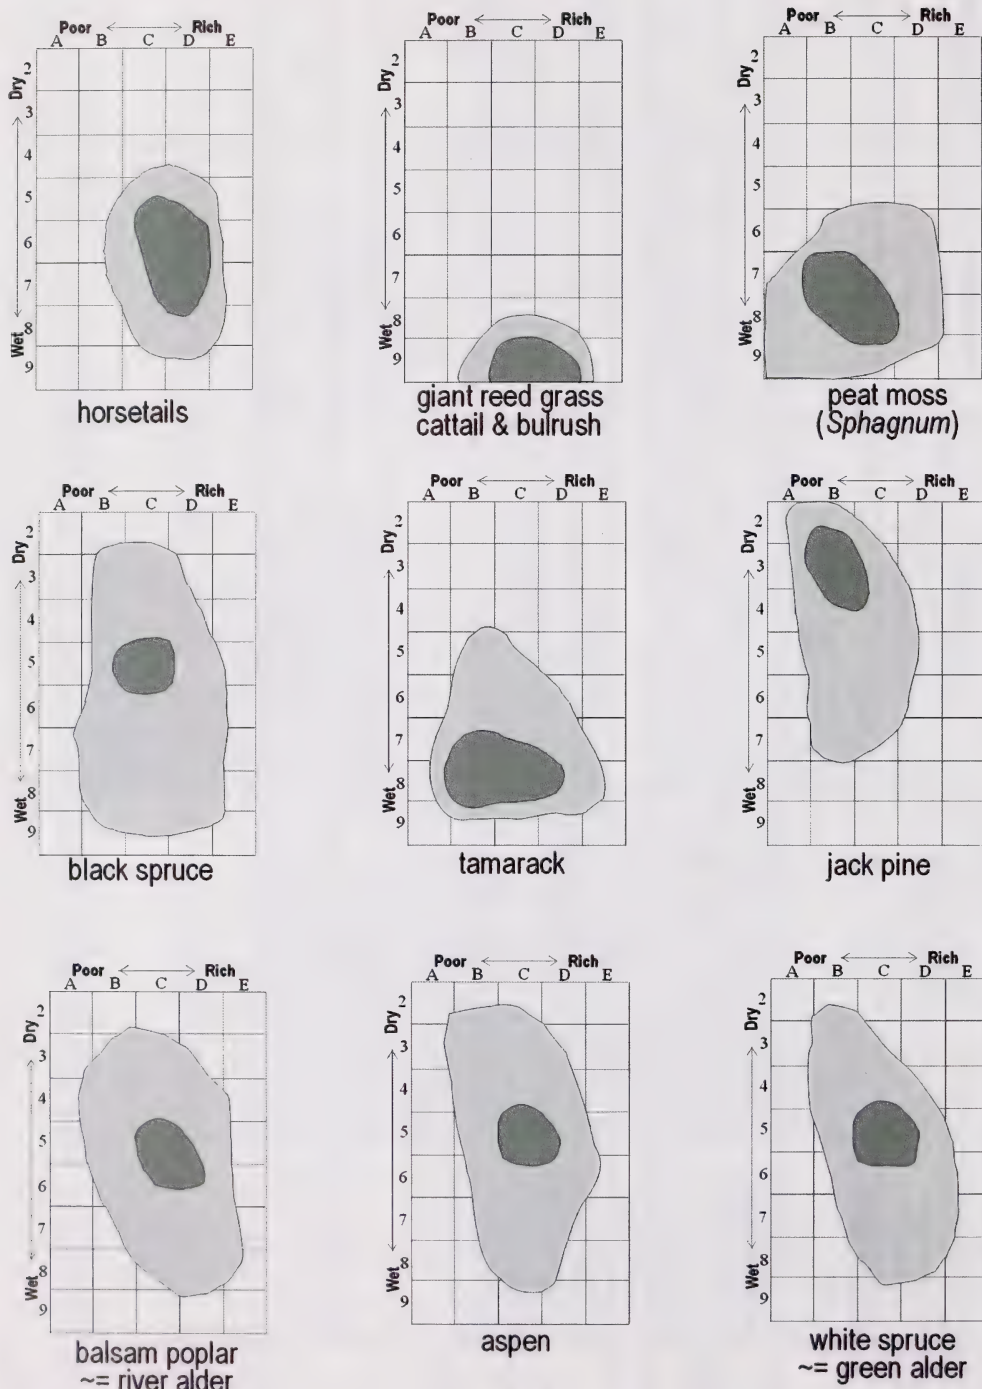 Poor Rich
A B C D E
Dry 2
3
4
5
6
7
Wet 8
9
horsetails
Poor Rich
A B C D E
Dry 2
3
4
5
6
7
Wet 8
9
giant reed grass
cattail & bulrush
Poor Rich
A B C D E
Dry 2
3
4
5
6
7
Wet 8
9
peat moss
(Sphagnum)
Poor Rich
A B C D E
Dry 2
3
4
5
6
7
Wet 8
9
black spruce
Poor Rich
A B C D E
Dry 2
3
4
5
6
7
Wet 8
9
tamarack
Poor Rich
A B C D E
Dry 2
3
4
5
6
7
Wet 8
9
jack pine
Poor Rich
A B C D E
Dry 2
3
4
5
6
7
Wet 8
9
balsam poplar
~= river alder
Poor Rich
A B C D E
Dry 2
3
4
5
6
7
Wet 8
9
aspen
Poor Rich
A B C D E
Dry 2
3
4
5
6
7
Wet 8
9
white spruce
~= green alder